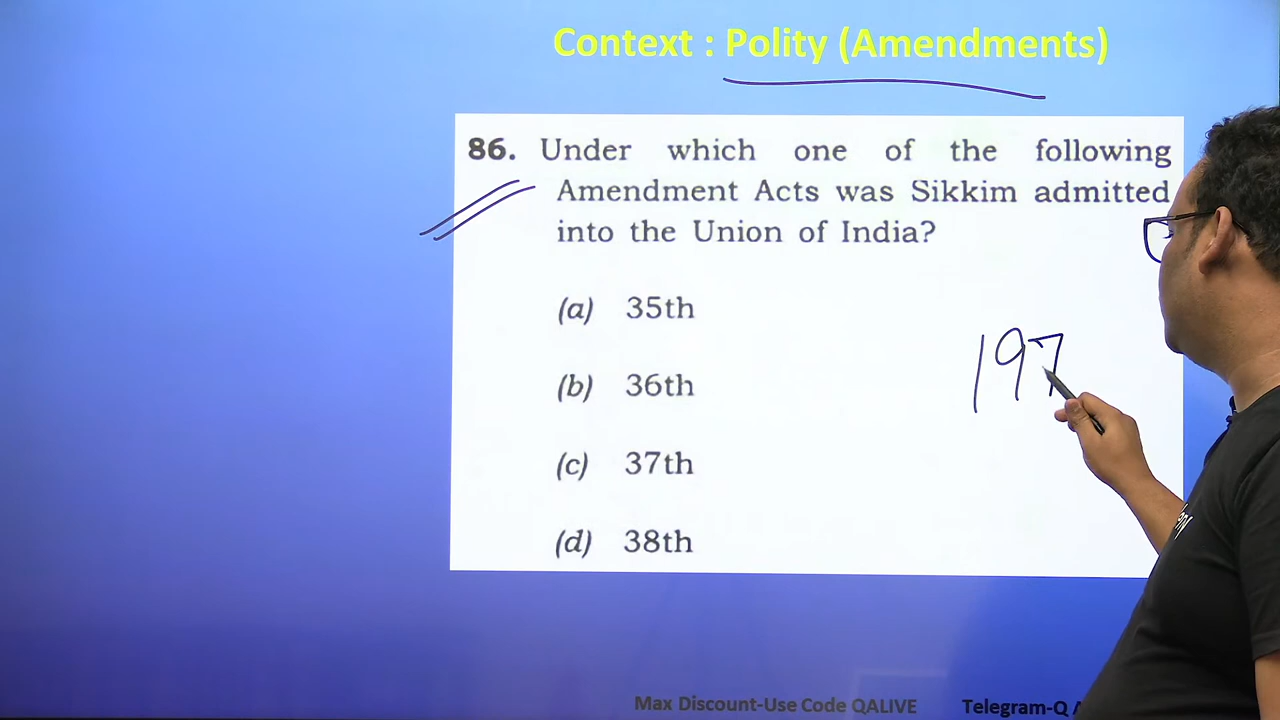 Context : Polity (Amendments)
86. Under which one of the following
Amendment Acts was Sikkim admitted
into the Union of India?
(a) 35th
(b) 36th
(c) 37th
(d) 38th
197
Max Discount-Use Code QALIVE Telegram-Q